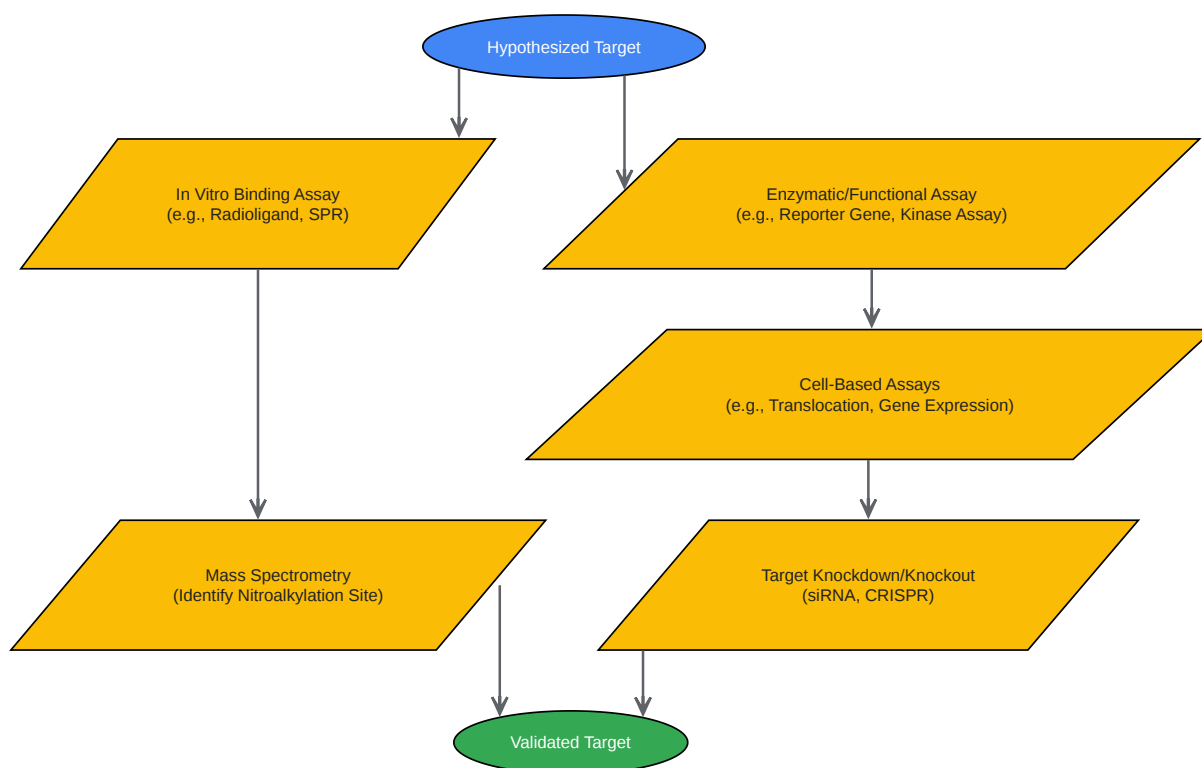 Hypothesized Target
In Vitro Binding Assay
(e.g., Radioligand, SPR)
Enzymatic/Functional Assay
(e.g., Reporter Gene, Kinase Assay)
Cell-Based Assays
(e.g., Translocation, Gene Expression)
Mass Spectrometry
(Identify Nitroalkylation Site)
Target Knockdown/Knockout
(siRNA, CRISPR)
Validated Target